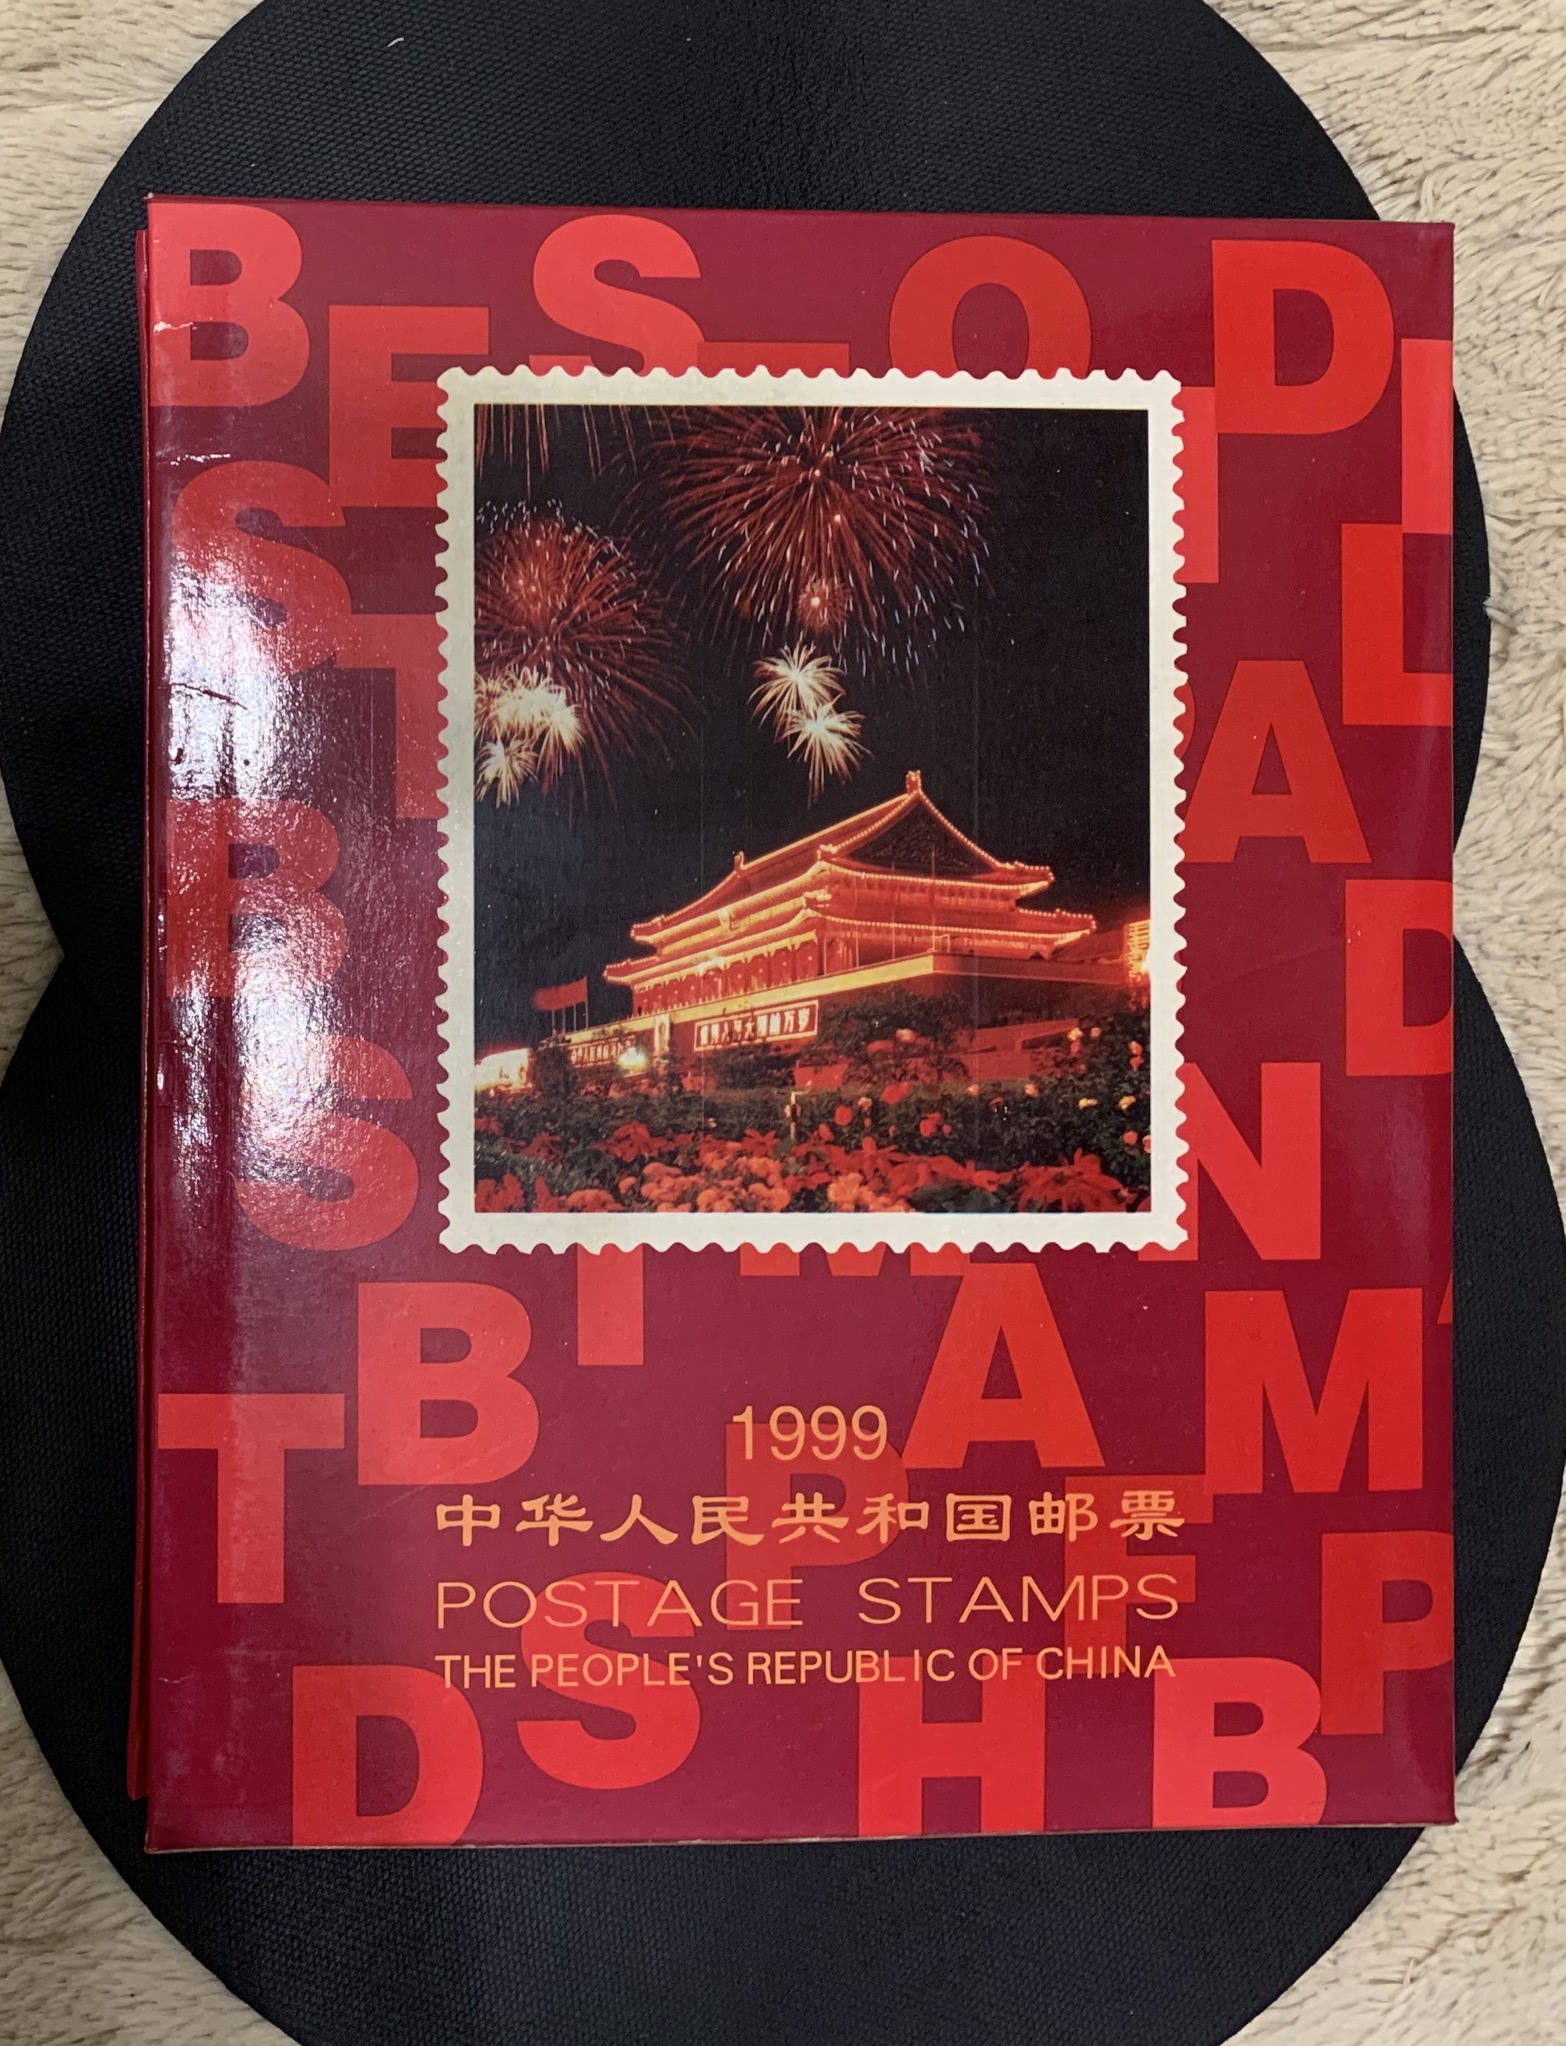 B S O D
E T I
S T L
T A
B D
S N
T M
B A M
T
1999
P
中华人民共和国邮票
POSTAGE STAMPS
S P
THE PEOPLE'S REPUBLIC OF CHINA
D H B